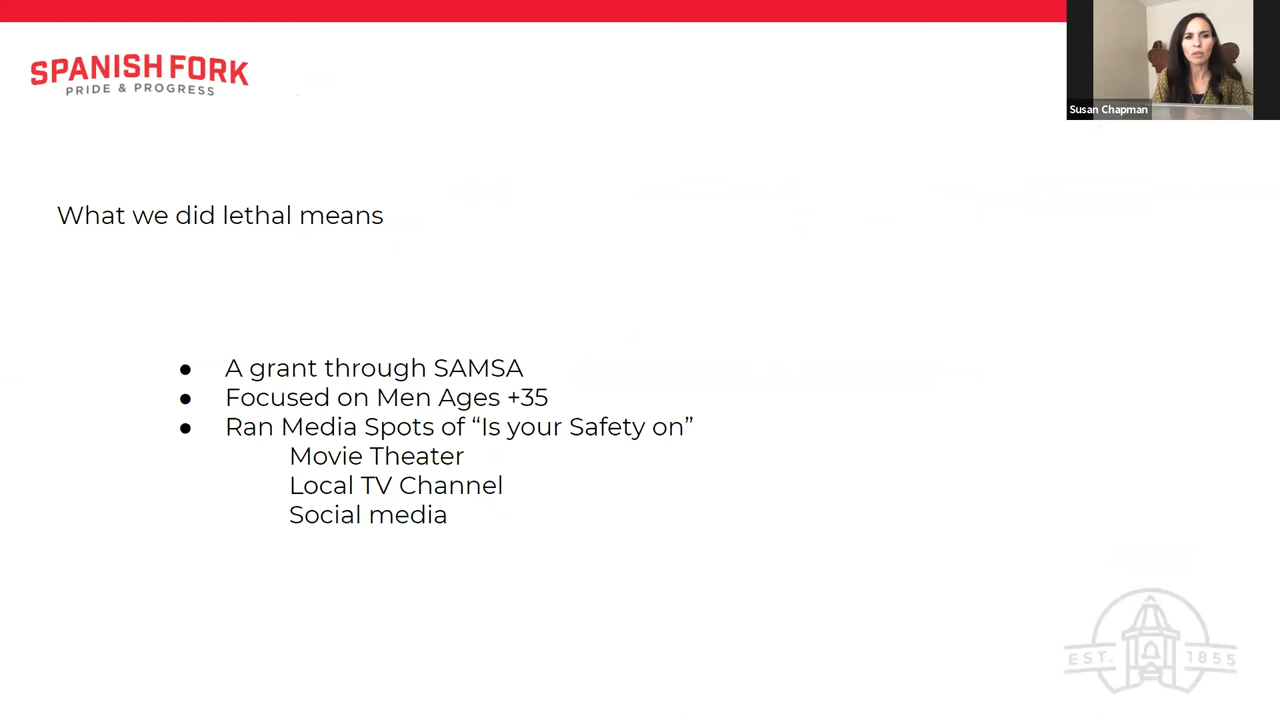 SPANISH FORK
PRIDE & PROGRESS
Susan Chapman
What we did lethal means
● A grant through SAMSA
● Focused on Men Ages +35
● Ran Media Spots of “Is your Safety on”
Movie Theater
Local TV Channel
Social media
EST. 1855